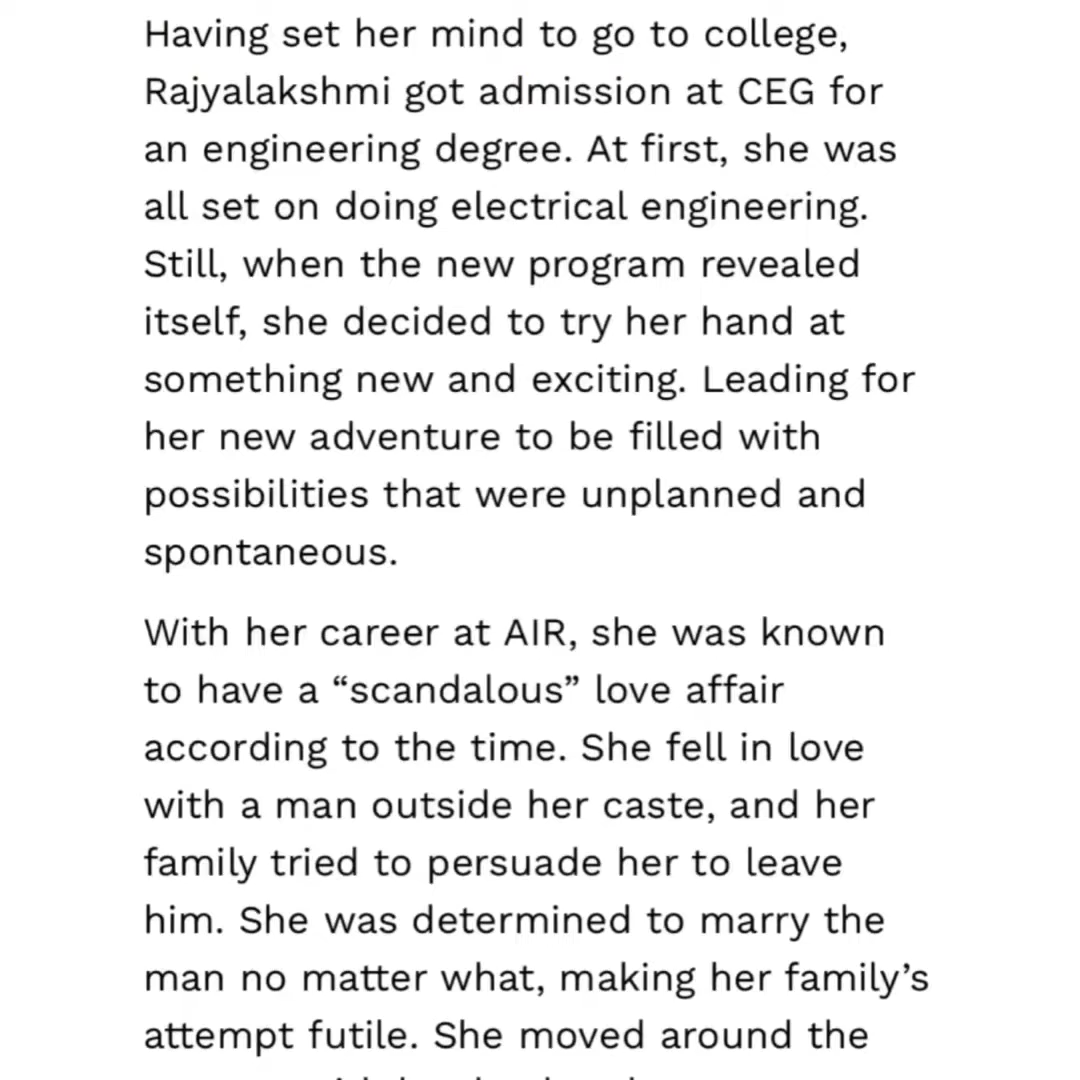 Having set her mind to go to college,
Rajyalakshmi got admission at CEG for
an engineering degree. At first, she was
all set on doing electrical engineering.
Still, when the new program revealed
itself, she decided to try her hand at
something new and exciting. Leading for
her new adventure to be filled with
possibilities that were unplanned and
spontaneous.
With her career at AIR, she was known
to have a “scandalous” love affair
according to the time. She fell in love
with a man outside her caste, and her
family tried to persuade her to leave
him. She was determined to marry the
man no matter what, making her family’s
attempt futile. She moved around the